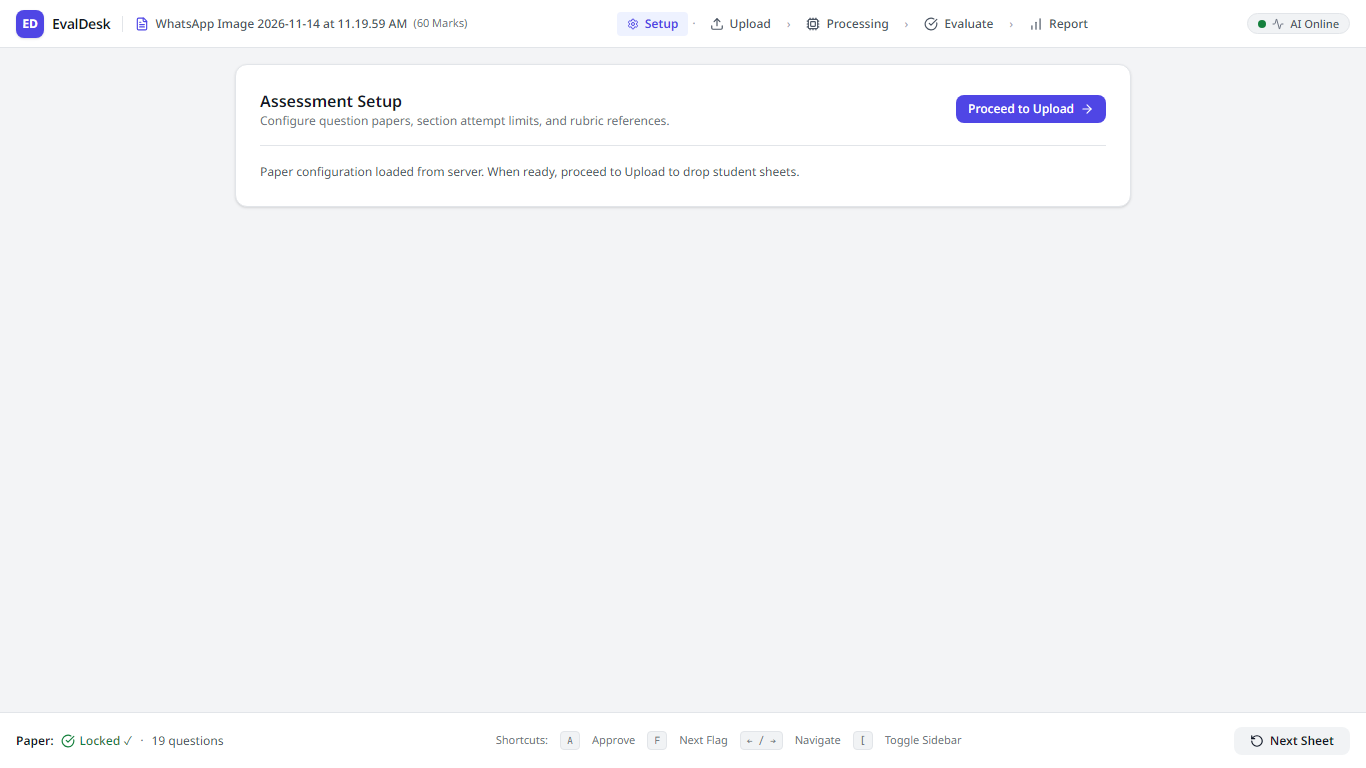 ED EvalDesk WhatsApp Image 2026-11-14 at 11.19.59 AM (60 Marks) Setup · Upload › Processing › Evaluate › Report AI Online
Assessment Setup
Configure question papers, section attempt limits, and rubric references.
Proceed to Upload →
Paper configuration loaded from server. When ready, proceed to Upload to drop student sheets.
Paper: Locked ✓ · 19 questions Shortcuts: A Approve F Next Flag ← / → Navigate [ Toggle Sidebar Next Sheet